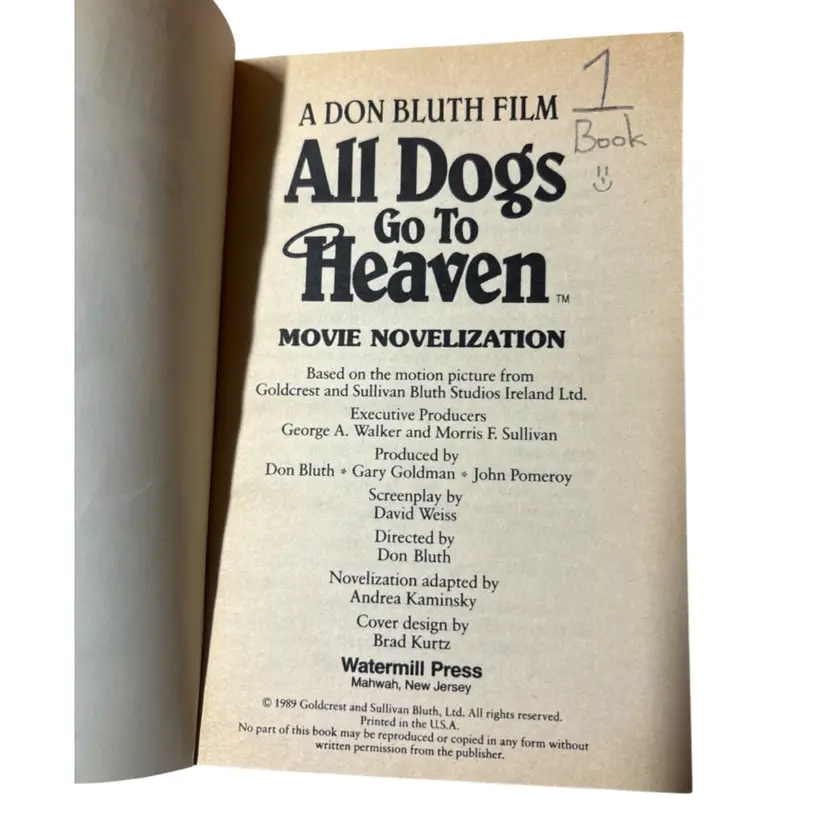 1
Book
A DON BLUTH FILM
All Dogs
Go To
Heaven™
MOVIE NOVELIZATION
Based on the motion picture from
Goldcrest and Sullivan Bluth Studios Ireland Ltd.
Executive Producers
George A. Walker and Morris F. Sullivan
Produced by
Don Bluth * Gary Goldman * John Pomeroy
Screenplay by
David Weiss
Directed by
Don Bluth
Novelization adapted by
Andrea Kaminsky
Cover design by
Brad Kurtz
Watermill Press
Mahwah, New Jersey
© 1989 Goldcrest and Sullivan Bluth, Ltd. All rights reserved.
Printed in the U.S.A.
No part of this book may be reproduced or copied in any form without
written permission from the publisher.